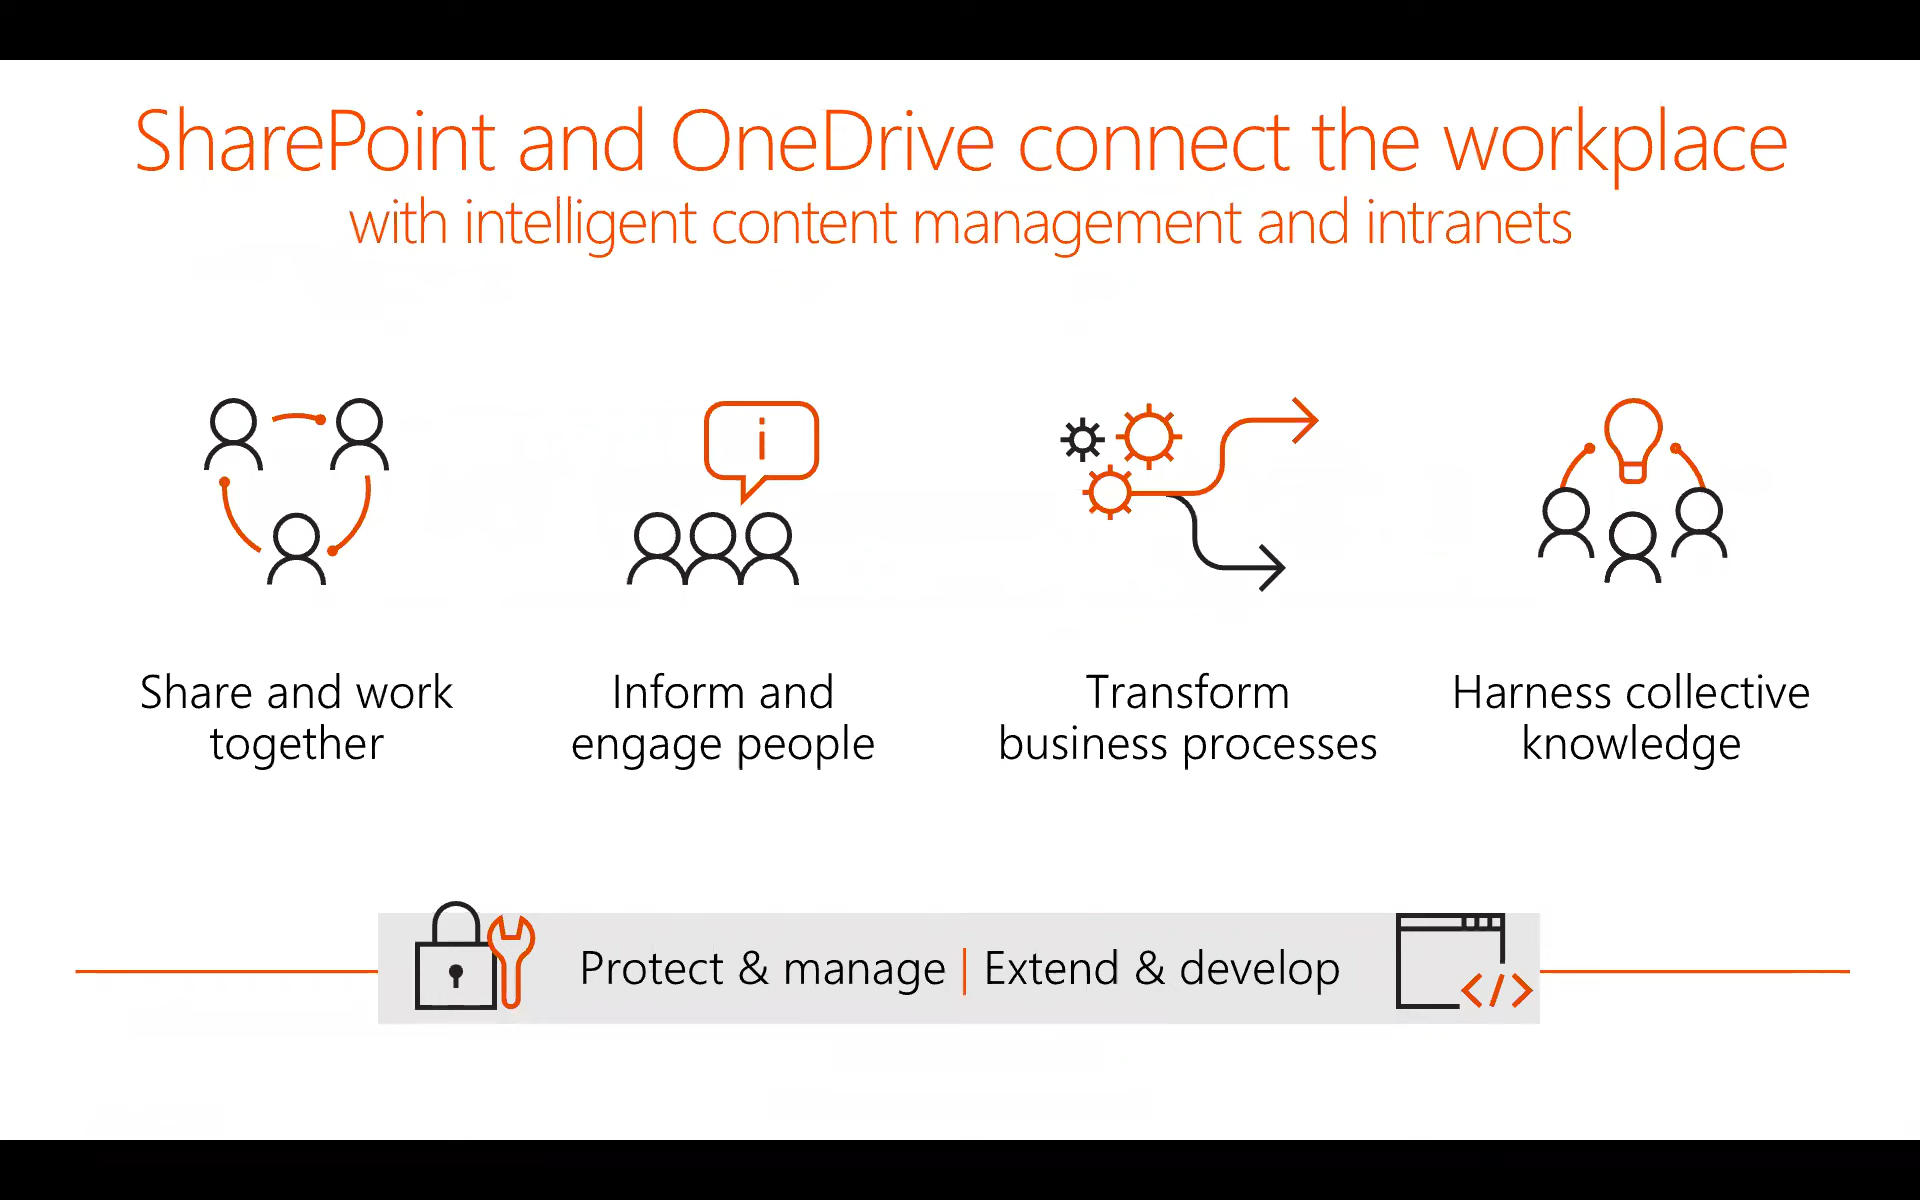 SharePoint and OneDrive connect the workplace
with intelligent content management and intranets
i
Share and work
together
Inform and
engage people
Transform
business processes
Harness collective
knowledge
Protect & manage | Extend & develop
</>